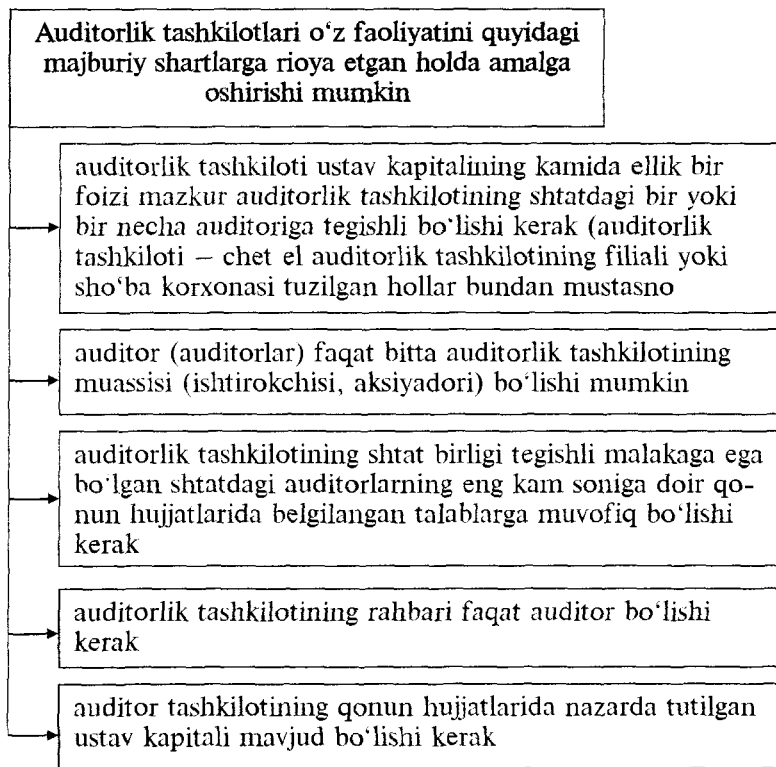 Auditorlik tashkilotlari o‘z faoliyatini quyidagi
majburiy shartlarga rioya etgan holda amalga
oshirishi mumkin
auditorlik tashkiloti ustav kapitalining kamida ellik bir
foizi mazkur auditorlik tashkilotining shtatdagi bir yoki
bir necha auditoriga tegishli bo‘lishi kerak (auditorlik
tashkiloti – chet el auditorlik tashkilotining filiali yoki
sho‘ba korxonasi tuzilgan hollar bundan mustasno
auditor (auditorlar) faqat bitta auditorlik tashkilotining
muassisi (ishtirokchisi, aksiyadori) bo‘lishi mumkin
auditorlik tashkilotining shtat birligi tegishli malakaga ega
bo‘lgan shtatdagi auditorlarning eng kam soniga doir qo-
nun hujjatlarida belgilangan talablarga muvofiq bo‘lishi
kerak
auditorlik tashkilotining rahbari faqat auditor bo‘lishi
kerak
auditor tashkilotining qonun hujjatlarida nazarda tutilgan
ustav kapitali mavjud bo‘lishi kerak